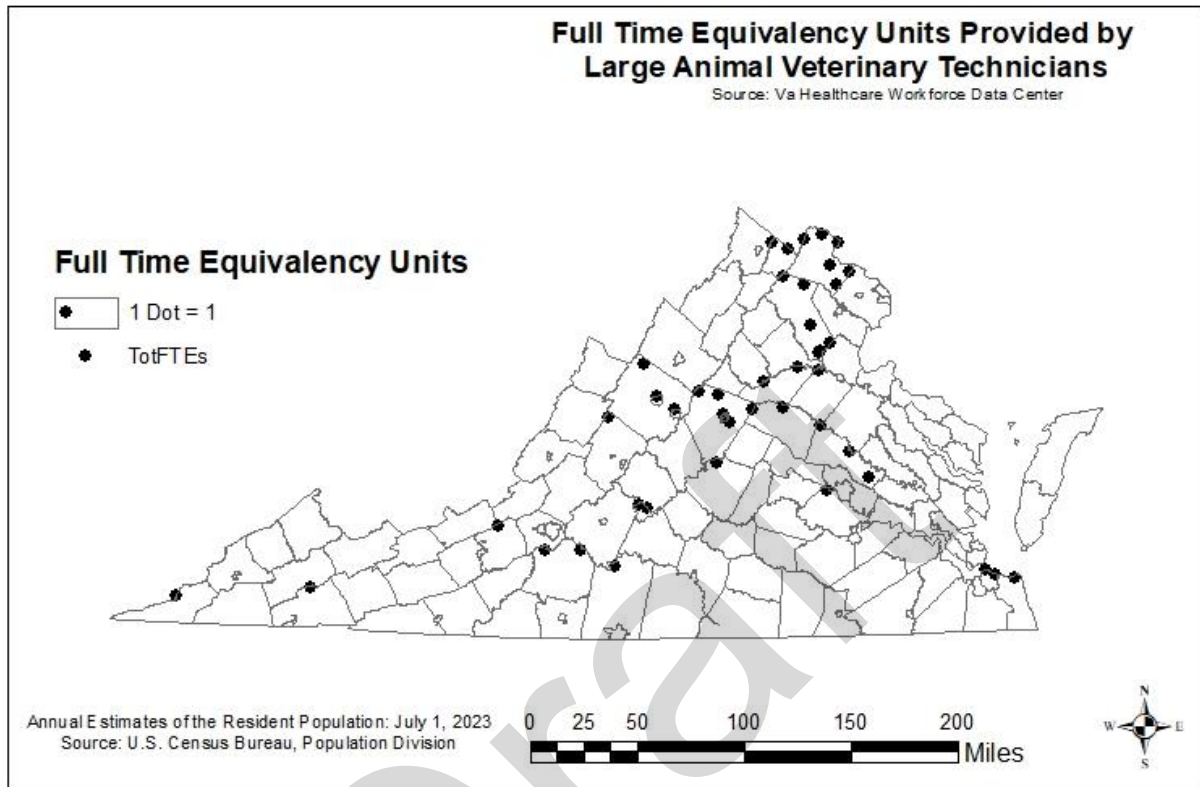 Full Time Equivalency Units Provided by
Large Animal Veterinary Technicians
Source: Va Healthcare Workforce Data Center
Full Time Equivalency Units
1 Dot = 1
TotFTEs
Annual Estimates of the Resident Population: July 1, 2023
Source: U.S. Census Bureau, Population Division
0 25 50 100 150 200
Miles
N
W E
S
Draft